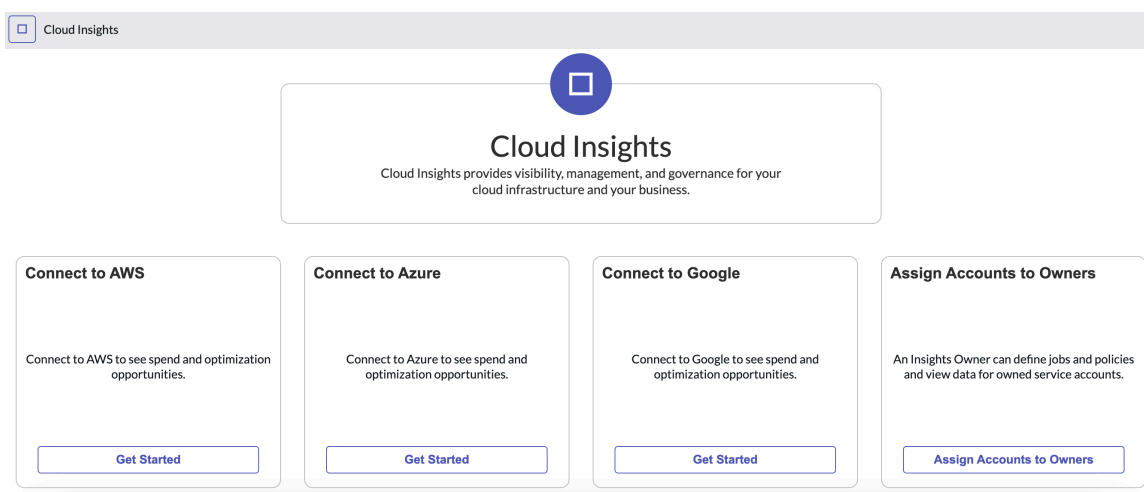 Cloud Insights
Cloud Insights
Cloud Insights provides visibility, management, and governance for your
cloud infrastructure and your business.
Connect to AWS
Connect to AWS to see spend and optimization
opportunities.
Get Started
Connect to Azure
Connect to Azure to see spend and
optimization opportunities.
Get Started
Connect to Google
Connect to Google to see spend and
optimization opportunities.
Get Started
Assign Accounts to Owners
An Insights Owner can define jobs and policies
and view data for owned service accounts.
Assign Accounts to Owners